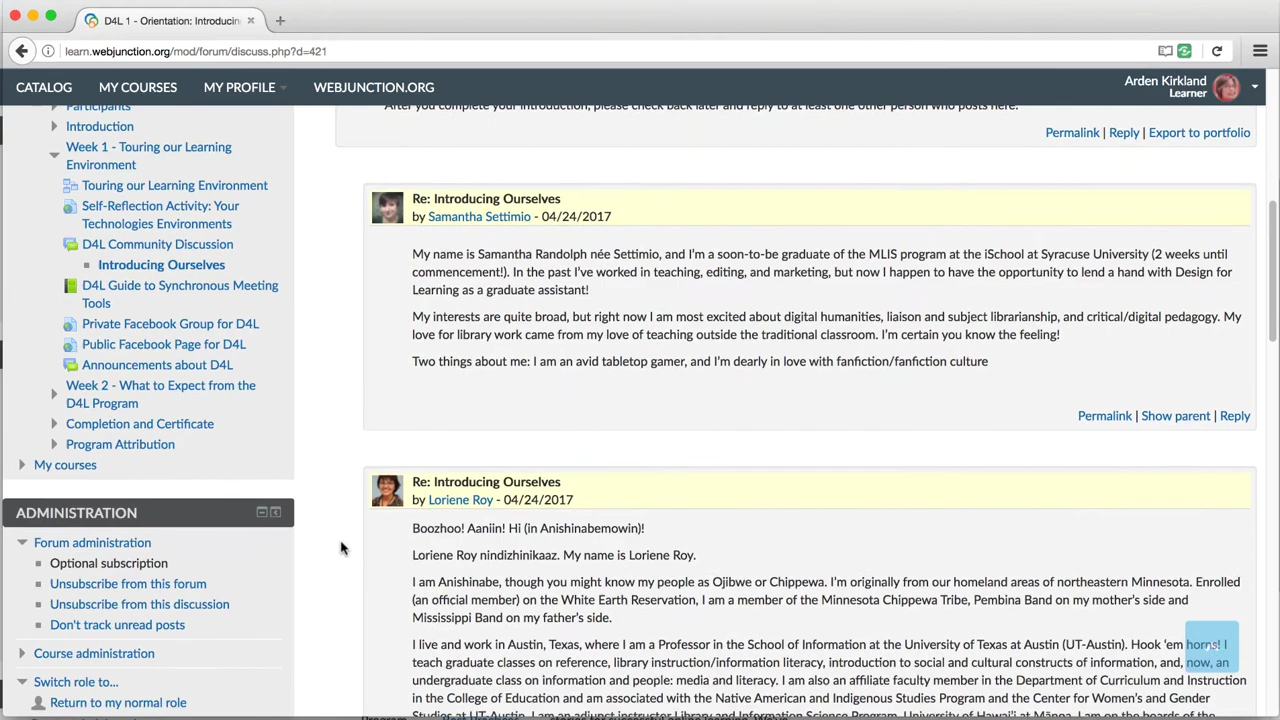 D4L 1 - Orientation: Introducin
learn.webjunction.org/mod/forum/discuss.php?d=421
CATALOG MY COURSES MY PROFILE WEBJUNCTION.ORG
Arden Kirkland
Learner
Participants
Introduction
Week 1 - Touring our Learning
Environment
Touring our Learning Environment
Self-Reflection Activity: Your
Technologies Environments
D4L Community Discussion
Introducing Ourselves
D4L Guide to Synchronous Meeting
Tools
Private Facebook Group for D4L
Public Facebook Page for D4L
Announcements about D4L
Week 2 - What to Expect from the
D4L Program
Completion and Certificate
Program Attribution
My courses
ADMINISTRATION
Forum administration
Optional subscription
Unsubscribe from this forum
Unsubscribe from this discussion
Don't track unread posts
Course administration
Switch role to...
Return to my normal role
After you complete your introduction, please check back later and reply to at least one other person who posts here.
Permalink | Reply | Export to portfolio
Re: Introducing Ourselves
by Samantha Settimio - 04/24/2017
My name is Samantha Randolph née Settimio, and I'm a soon-to-be graduate of the MLIS program at the iSchool at Syracuse University (2 weeks until
commencement!). In the past I've worked in teaching, editing, and marketing, but now I happen to have the opportunity to lend a hand with Design for
Learning as a graduate assistant!
My interests are quite broad, but right now I am most excited about digital humanities, liaison and subject librarianship, and critical/digital pedagogy. My
love for library work came from my love of teaching outside the traditional classroom. I'm certain you know the feeling!
Two things about me: I am an avid tabletop gamer, and I'm dearly in love with fanfiction/fanfiction culture
Permalink | Show parent | Reply
Re: Introducing Ourselves
by Loriene Roy - 04/24/2017
Boozhoo! Aaniin! Hi (in Anishinabemowin)!
Loriene Roy nindizhinikaaz. My name is Loriene Roy.
I am Anishinabe, though you might know my people as Ojibwe or Chippewa. I'm originally from our homeland areas of northeastern Minnesota. Enrolled
(an official member) on the White Earth Reservation, I am a member of the Minnesota Chippewa Tribe, Pembina Band on my mother's side and
Mississippi Band on my father's side.
I live and work in Austin, Texas, where I am a Professor in the School of Information at the University of Texas at Austin (UT-Austin). Hook 'em horns! I
teach graduate classes on reference, library instruction/information literacy, introduction to social and cultural constructs of information, and, now, an
undergraduate class on information and people: media and literacy. I am also an affiliate faculty member in the Department of Curriculum and Instruction
in the College of Education and am associated with the Native American and Indigenous Studies Program and the Center for Women's and Gender
Studies at UT-Austin. I am an adjunct instructor